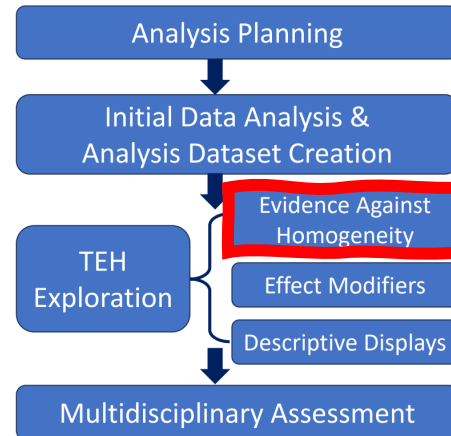 Analysis Planning
Initial Data Analysis &
Analysis Dataset Creation
Evidence Against
Homogeneity
TEH
Exploration
Effect Modifiers
Descriptive Displays
Multidisciplinary Assessment